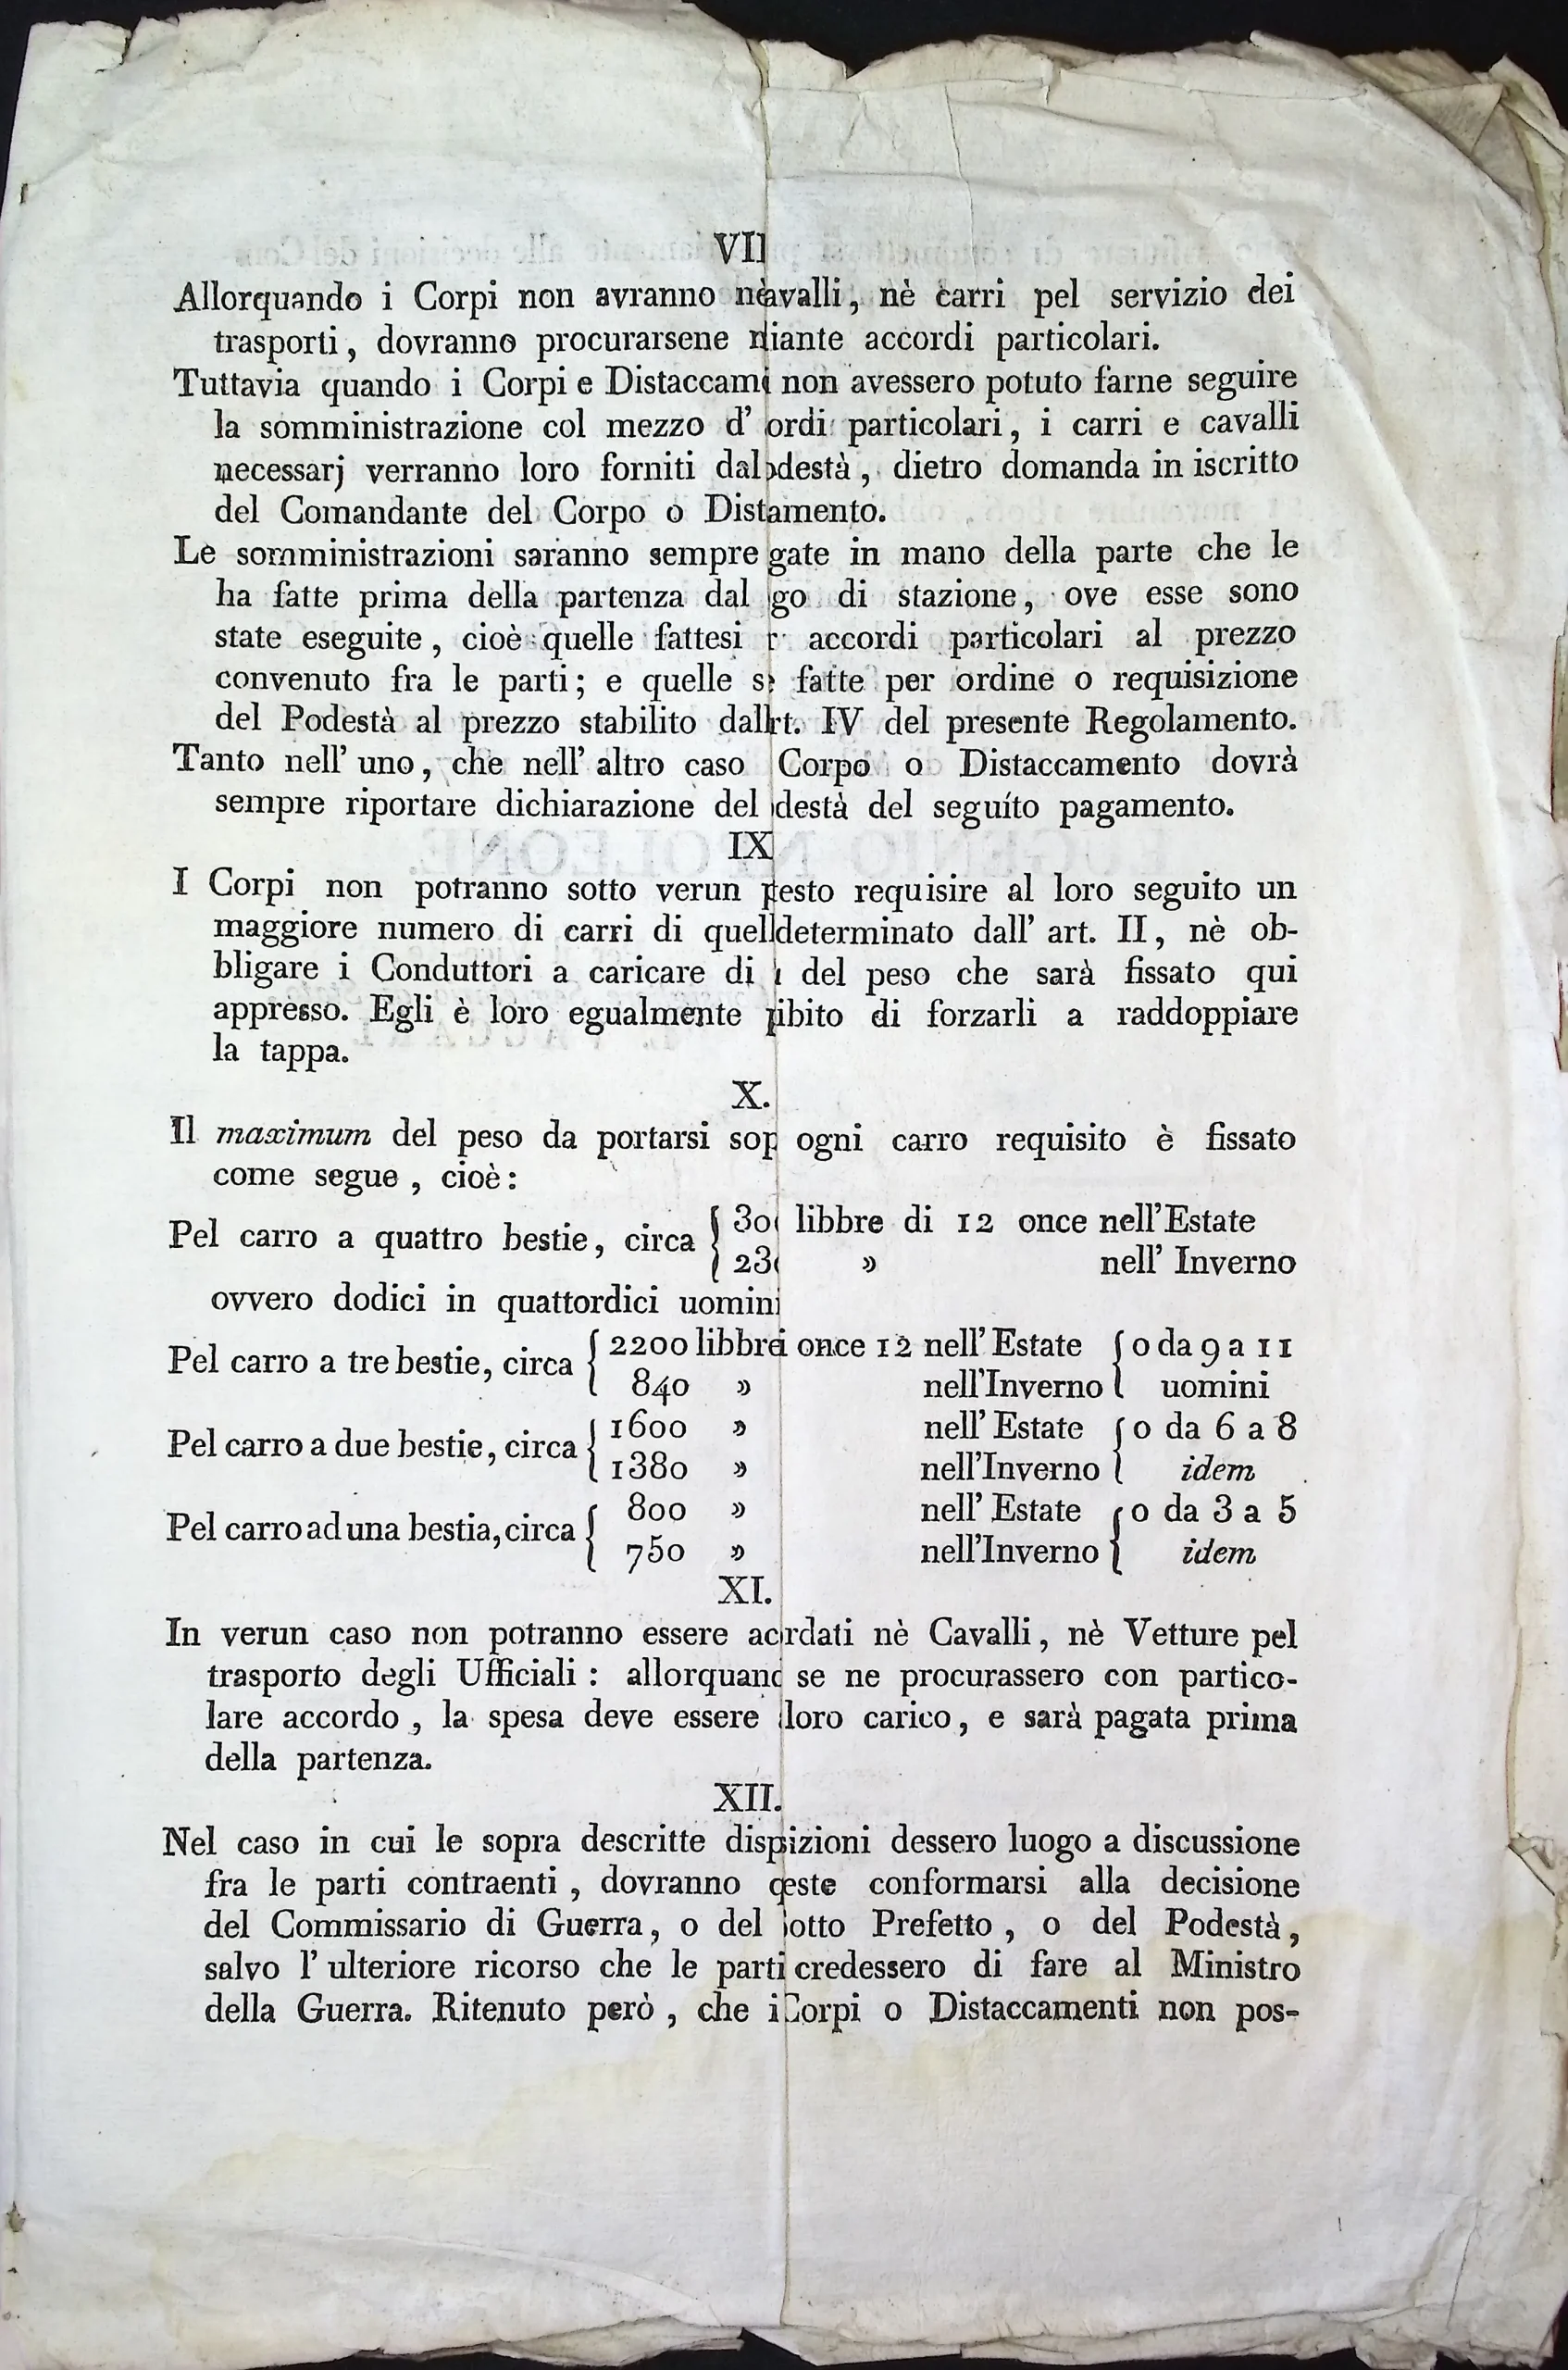 VII
Allorquando i Corpi non avranno nè avalli, nè carri pel servizio dei
trasporti, dovranno procurarsene diante accordi particolari.
Tuttavia quando i Corpi e Distaccam non avessero potuto farne seguire
la somministrazione col mezzo d' ordi particolari, i carri e cavalli
necessarj verranno loro forniti dal odestà, dietro domanda in iscritto
del Comandante del Corpo o Distamento.
Le somministrazioni saranno sempre gate in mano della parte che le
ha fatte prima della partenza dal go di stazione, ove esse sono
state eseguite, cioè quelle fattesi r accordi particolari al prezzo
convenuto fra le parti; e quelle s fatte per ordine o requisizione
del Podestà al prezzo stabilito dall rt. IV del presente Regolamento.
Tanto nell' uno, che nell' altro caso Corpo o Distaccamento dovrà
sempre riportare dichiarazione del destà del seguíto pagamento.
IX
I Corpi non potranno sotto verun testo requisire al loro seguito un
maggiore numero di carri di quell determinato dall' art. II, nè ob-
bligare i Conduttori a caricare di del peso che sarà fissato qui
appresso. Egli è loro egualmente ibito di forzarli a raddoppiare
la tappa.
X.
Il maximum del peso da portarsi sop ogni carro requisito è fissato
come segue, cioè:
Pel carro a quattro bestie, circa { 30 libbre di 12 once nell'Estate
23 » nell' Inverno
ovvero dodici in quattordici uomini
Pel carro a tre bestie, circa { 2200 libbre i once 12 nell' Estate { o da 9 a 11
840 » nell'Inverno uomini
Pel carro a due bestie, circa { 1600 » nell' Estate { o da 6 a 8
1380 » nell'Inverno idem
Pel carro ad una bestia, circa { 800 » nell' Estate { o da 3 a 5
750 » nell'Inverno idem
XI.
In verun caso non potranno essere acrdati nè Cavalli, nè Vetture pel
trasporto degli Ufficiali: allorquand se ne procurassero con partico-
lare accordo, la spesa deve essere loro carico, e sarà pagata prima
della partenza.
XII.
Nel caso in cui le sopra descritte dispizioni dessero luogo a discussione
fra le parti contraenti, dovranno qeste conformarsi alla decisione
del Commissario di Guerra, o del otto Prefetto, o del Podestà,
salvo l' ulteriore ricorso che le parti credessero di fare al Ministro
della Guerra. Ritenuto però, che i Corpi o Distaccamenti non pos-